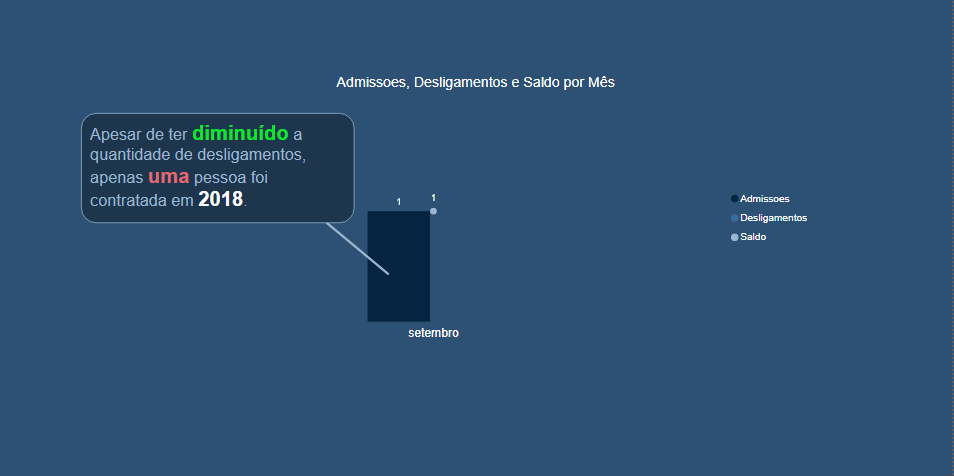 Admissoes, Desligamentos e Saldo por Mês
Apesar de ter diminuído a
quantidade de desligamentos,
apenas uma pessoa foi
contratada em 2018.
1
1
setembro
Admissoes
Desligamentos
Saldo